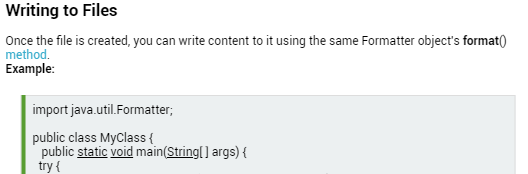 Writing to Files
Once the file is created, you can write content to it using the same Formatter object's format()
method.
Example:
import java.util.Formatter;
public class MyClass {
public static void main(String[ ] args) {
try {